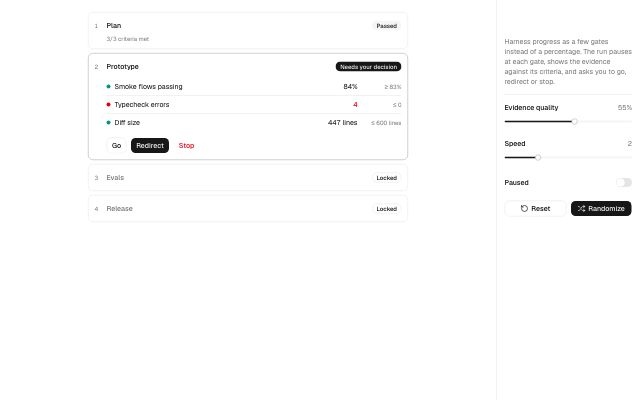 1 Plan Passed
3/3 criteria met
2 Prototype Needs your decision
Smoke flows passing 84% ≥ 83%
Typecheck errors 4 ≤ 0
Diff size 447 lines ≤ 600 lines
Go Redirect Stop
3 Evals Locked
4 Release Locked
Harness progress as a few gates
instead of a percentage. The run pauses
at each gate, shows the evidence
against its criteria, and asks you to go,
redirect or stop.
Evidence quality 55%
Speed 2
Paused
Reset Randomize